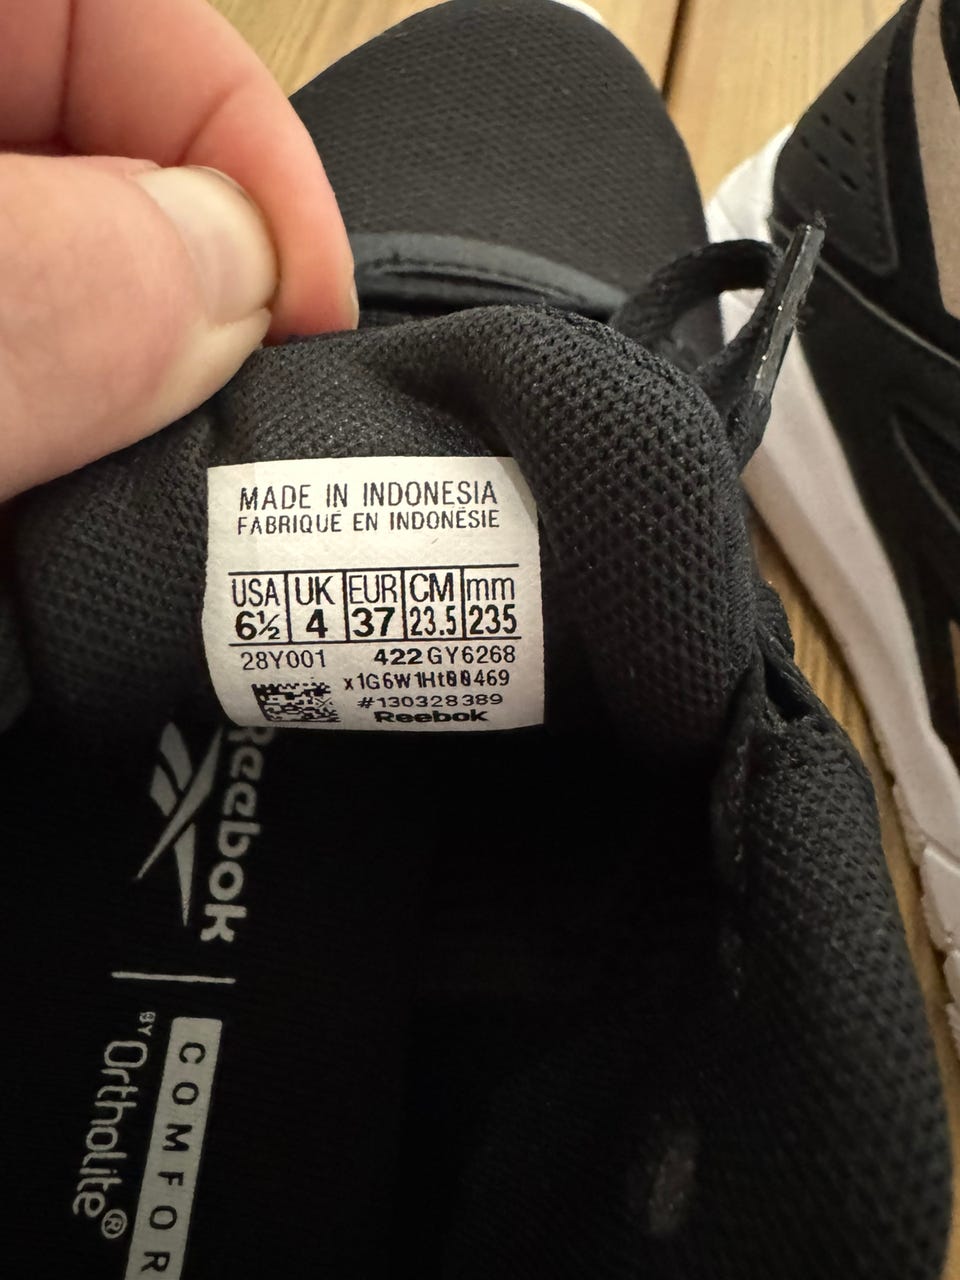 MADE IN INDONESIA
FABRIQUÉ EN INDONÉSIE
USA UK EUR CM mm
6½ 4 37 23.5 235
28Y001 422 GY6268
#130328389
Reebok
Reebok
COMFOR
BY Ortholite®